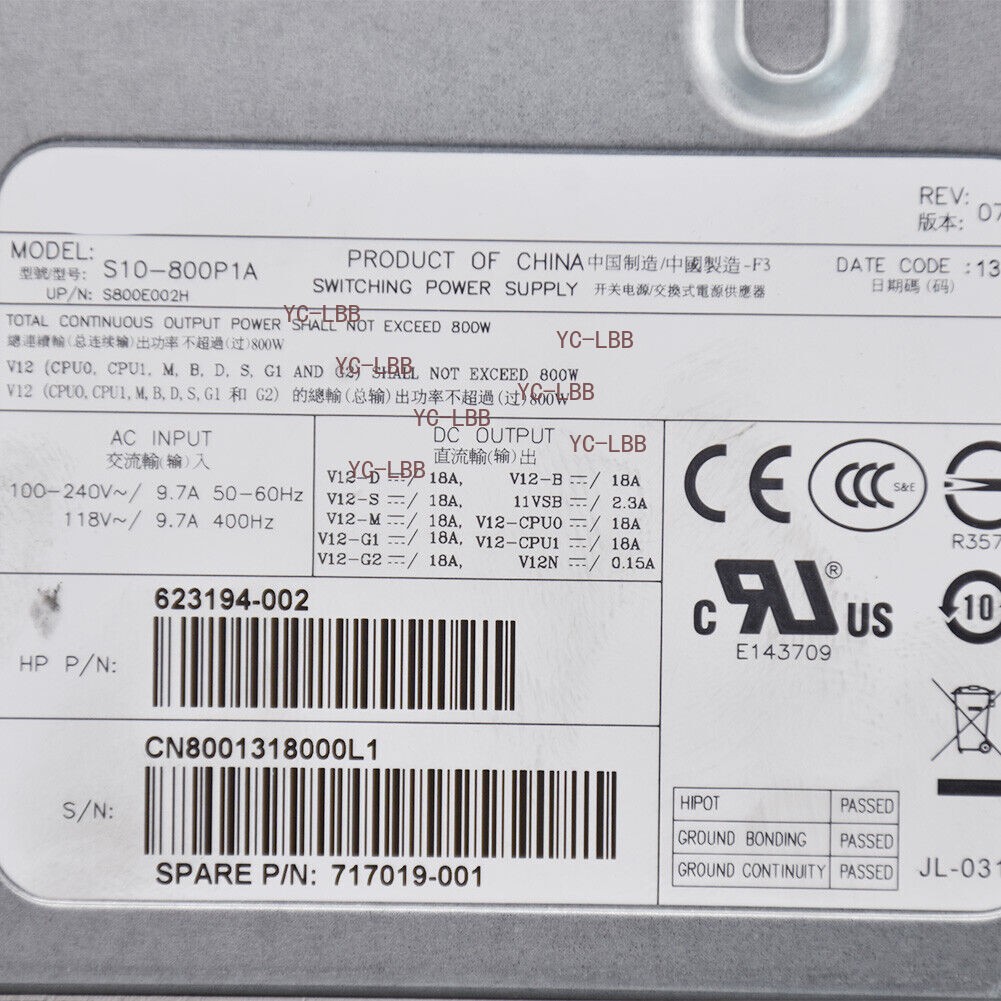 REV:
版本: 07
MODEL:
型號/型号: S10-800P1A
UP/N: S800E002H
PRODUCT OF CHINA 中国制造/中國製造-F3
SWITCHING POWER SUPPLY 开关电源/交換式電源供應器
DATE CODE :13
日期碼(码)
TOTAL CONTINUOUS OUTPUT POWER SHALL NOT EXCEED 800W
總連續輸(总连续输)出功率不超過(过)800W
V12 (CPU0, CPU1, M, B, D, S, G1 AND G2) SHALL NOT EXCEED 800W
V12 (CPU0, CPU1, M, B, D, S, G1 和 G2) 的總輸(总输)出功率不超過(过)800W
YC-LBB
YC-LBB
YC-LBB
YC-LBB
YC-LBB
YC-LBB
YC-LBB
AC INPUT
交流輸(输)入
100-240V~/ 9.7A 50-60Hz
118V~/ 9.7A 400Hz
DC OUTPUT
直流輸(输)出
V12-D ⎓/ 18A, V12-B ⎓/ 18A
V12-S ⎓/ 18A, 11VSB ⎓/ 2.3A
V12-M ⎓/ 18A, V12-CPU0 ⎓/ 18A
V12-G1 ⎓/ 18A, V12-CPU1 ⎓/ 18A
V12-G2 ⎓/ 18A, V12N ⎓/ 0.15A
CE
CCC S&E
R357
C RU ® US
E143709
10
623194-002
HP P/N:
CN8001318000L1
S/N:
SPARE P/N: 717019-001
HIPOT PASSED
GROUND BONDING PASSED
GROUND CONTINUITY PASSED
JL-031